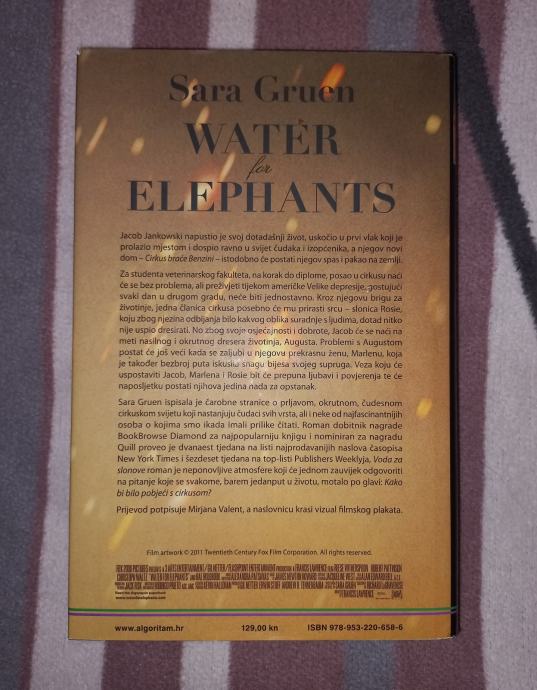 Sara Gruen
WATER
for
ELEPHANTS
Jacob Jankowski napustio je svoj dotadašnji život, uskočio u prvi vlak koji je
prolazio mjestom i dospio ravno u svijet čudaka i izopćenika, a njegov novi
dom – Cirkus braće Benzini – istodobno će postati njegov spas i pakao na zemlji.
Za studenta veterinarskog fakulteta, na korak do diplome, posao u cirkusu naći
će se bez problema, ali preživjeti tijekom američke Velike depresije, postujući
svaki dan u drugom gradu, neće biti jednostavno. Kroz njegovu brigu za
životinje, jedna članica cirkusa posebno će mu prirasti srcu – slonica Rosie,
koju zbog njezina odbijanja bilo kakvog oblika suradnje s ljudima, dotad nitko
nije uspio dresirati. No zbog svoje osjećajnosti i dobrote, Jacob će se naći na
meti nasilnog i okrutnog dresera životinja, Augusta. Problemi s Augustom
postat će još veći kada se zaljubi u njegovu prekrasnu ženu, Marlenu, koja
je također bezbroj puta iskusila snagu bijesa svojeg supruga. Veza koju će
uspostaviti Jacob, Marlena i Rosie bit će prepuna ljubavi i povjerenja te će
naposljetku postati njihova jedina nada za opstanak.
Sara Gruen ispisala je čarobne stranice o prljavom, okrutnom, čudesnom
cirkuskom svijetu koji nastanjuju čudaci svih vrsta, ali i neke od najfascinantnijih
osoba o kojima smo ikada imali prilike čitati. Roman dobitnik nagrade
BookBrowse Diamond za najpopularniju knjigu i nominiran za nagradu
Quill proveo je dvanaest tjedana na listi najprodavanijih naslova časopisa
New York Times i šezdeset tjedana na top-listi Publishers Weeklyja, Voda za
slonove roman je neponovljive atmosfere koji će jednom zauvijek odgovoriti
na pitanje koje se svakome, barem jedanput u životu, motalo po glavi: Kako
bi bilo pobjeći s cirkusom?
Prijevod potpisuje Mirjana Valent, a naslovnicu krasi vizual filmskog plakata.
Film artwork © 2011 Twentieth Century Fox Film Corporation. All rights reserved.
www.algoritam.hr 129,00 kn ISBN 978-953-220-658-6